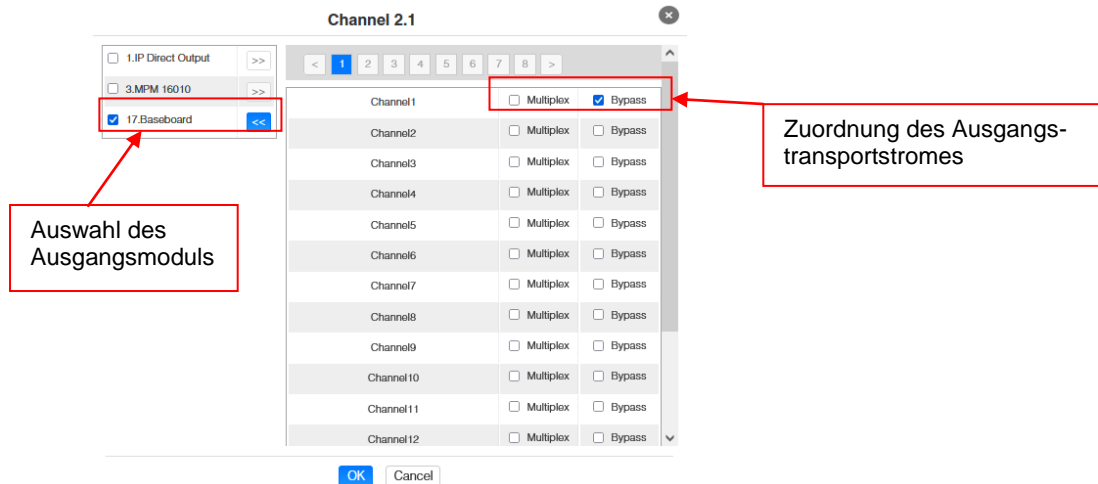 Channel 2.1
1.IP Direct Output >>
3.MPM 16010 >>
17.Baseboard <<
< 1 2 3 4 5 6 7 8 >
Channel1 Multiplex Bypass
Channel2 Multiplex Bypass
Channel3 Multiplex Bypass
Channel4 Multiplex Bypass
Channel5 Multiplex Bypass
Channel6 Multiplex Bypass
Channel7 Multiplex Bypass
Channel8 Multiplex Bypass
Channel9 Multiplex Bypass
Channel10 Multiplex Bypass
Channel11 Multiplex Bypass
Channel12 Multiplex Bypass
OK Cancel
Auswahl des
Ausgangsmoduls
Zuordnung des Ausgangs-
transportstromes